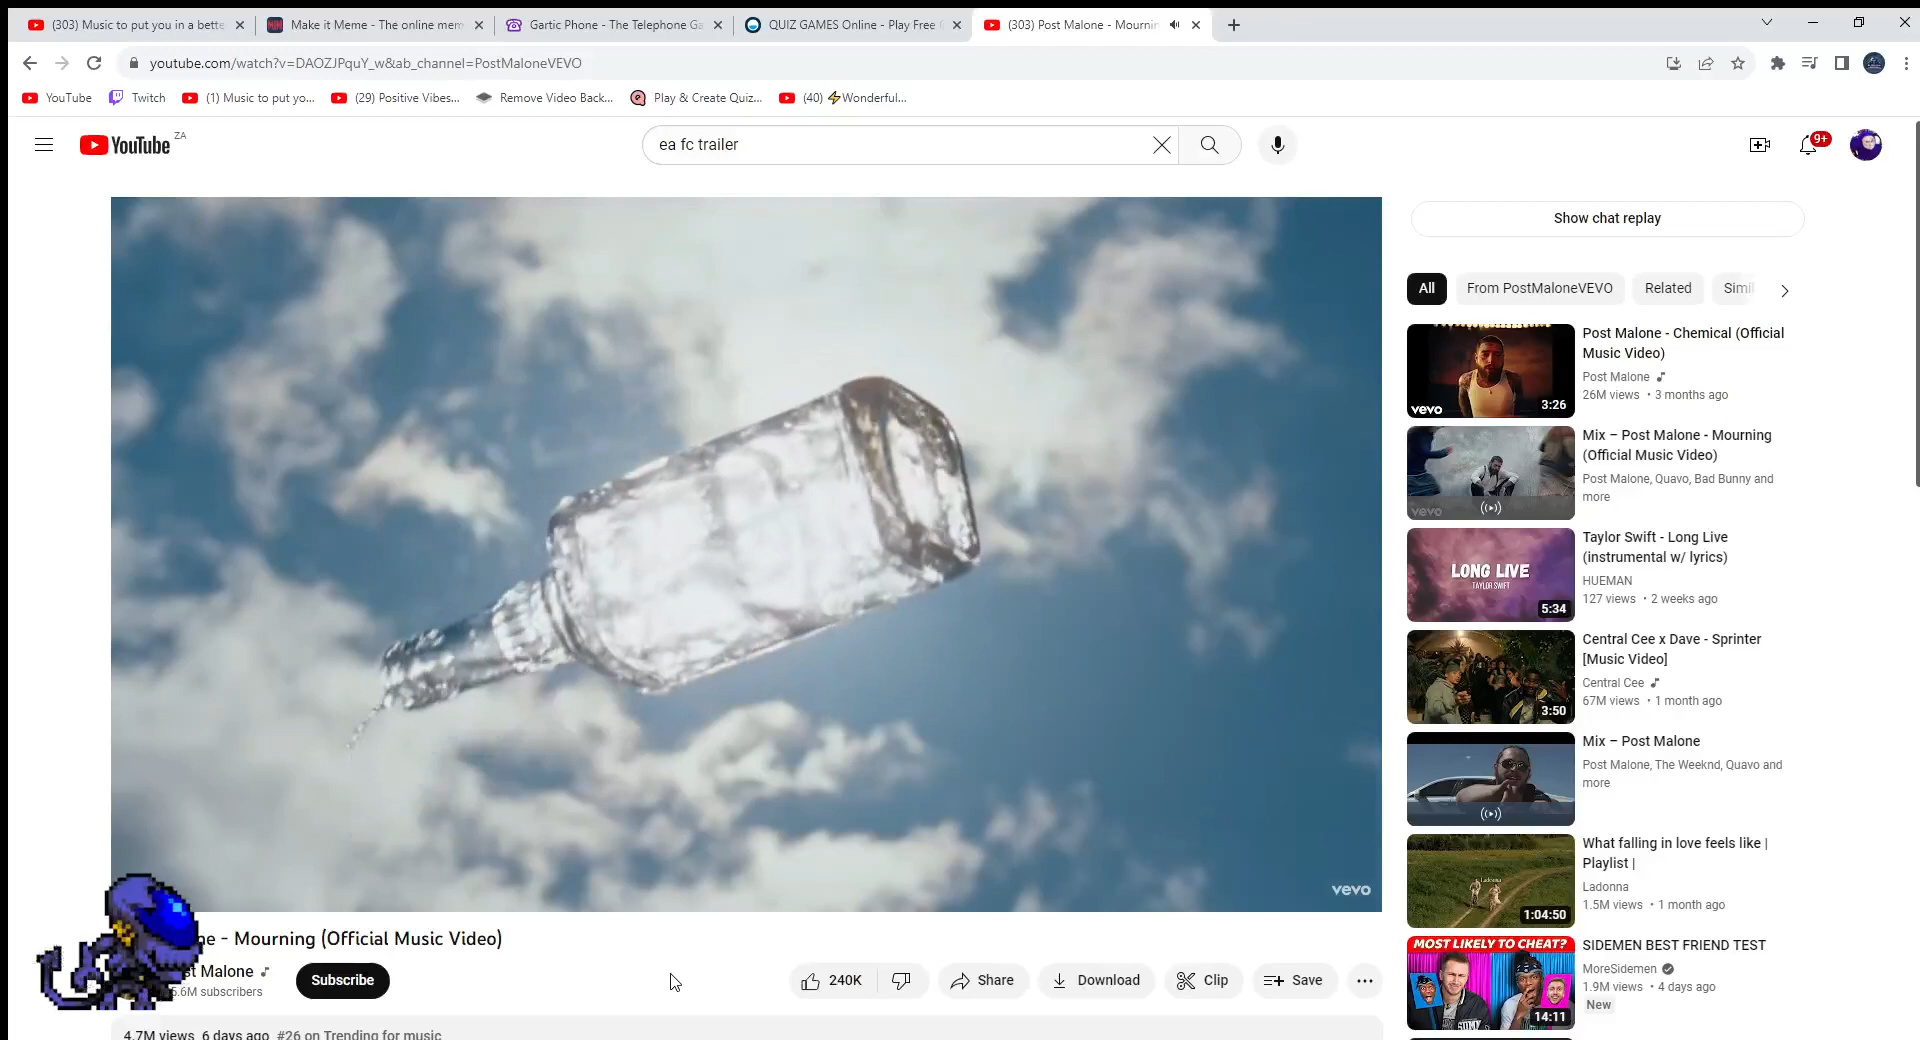 (303) Music to put you in a bette
Make it Meme - The online mem
Gartic Phone - The Telephone Ga
QUIZ GAMES Online - Play Free
(303) Post Malone - Mournin
youtube.com/watch?v=DAOZJPquY_w&ab_channel=PostMaloneVEVO
YouTube
Twitch
(1) Music to put yo...
(29) Positive Vibes...
Remove Video Back...
Play & Create Quiz...
(40) ⚡Wonderful...
YouTube
ZA
ea fc trailer
9+
Show chat replay
All
From PostMaloneVEVO
Related
Simil
vevo
ne - Mourning (Official Music Video)
st Malone
.6M subscribers
Subscribe
240K
Share
Download
Clip
Save
4.7M views 6 days ago #26 on Trending for music
Post Malone - Chemical (Official
Music Video)
Post Malone
26M views • 3 months ago
vevo
3:26
Mix – Post Malone - Mourning
(Official Music Video)
Post Malone, Quavo, Bad Bunny and
more
vevo
Taylor Swift - Long Live
(instrumental w/ lyrics)
HUEMAN
127 views • 2 weeks ago
LONG LIVE
TAYLOR SWIFT
5:34
Central Cee x Dave - Sprinter
[Music Video]
Central Cee
67M views • 1 month ago
3:50
Mix – Post Malone
Post Malone, The Weeknd, Quavo and
more
What falling in love feels like |
Playlist |
Ladonna
1.5M views • 1 month ago
Ladonna
1:04:50
SIDEMEN BEST FRIEND TEST
MoreSidemen
1.9M views • 4 days ago
New
MOST LIKELY TO CHEAT?
14:11